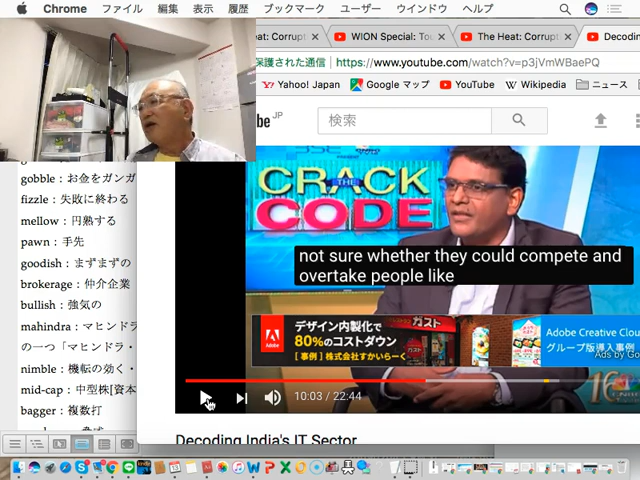 Chrome ファイル 編集 表示 履歴 ブックマーク ユーザー ウインドウ ヘルプ
eat: Corrupt
WION Special: Tou
The Heat: Corrupt
Decodin
保護された通信 | https://www.youtube.com/watch?v=p3jVmWBaePQ
Yahoo! Japan Google マップ YouTube Wikipedia ニュース
be JP
検索
gobble：お金をガンガ
fizzle：失敗に終わる
mellow：円熟する
pawn：手先
goodish：まずまずの
brokerage：仲介企業
bullish：強気の
mahindra：マヒンドラ
の一つ「マヒンドラ・
nimble：機転の効く・
mid-cap：中型株[資本
bagger：複数打
CRACK
THE
CODE
not sure whether they could compete and
overtake people like
Adobe
デザイン内製化で
80%のコストダウン
[ 事例 ] 株式会社すかいらーく
ガスト
Adobe Creative Clou
グループ版導入事例
Ads by Go
16
10:03 / 22:44
Decoding India's IT Sector